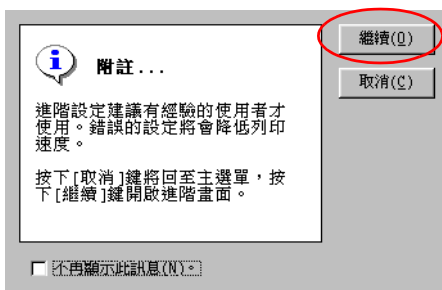 附註...
進階設定建議有經驗的使用者才
使用。錯誤的設定將會降低列印
速度。
按下[取消]鍵將回至主選單，按
下[繼續]鍵開啟進階畫面。
不再顯示此訊息(N)。
繼續(O)
取消(C)